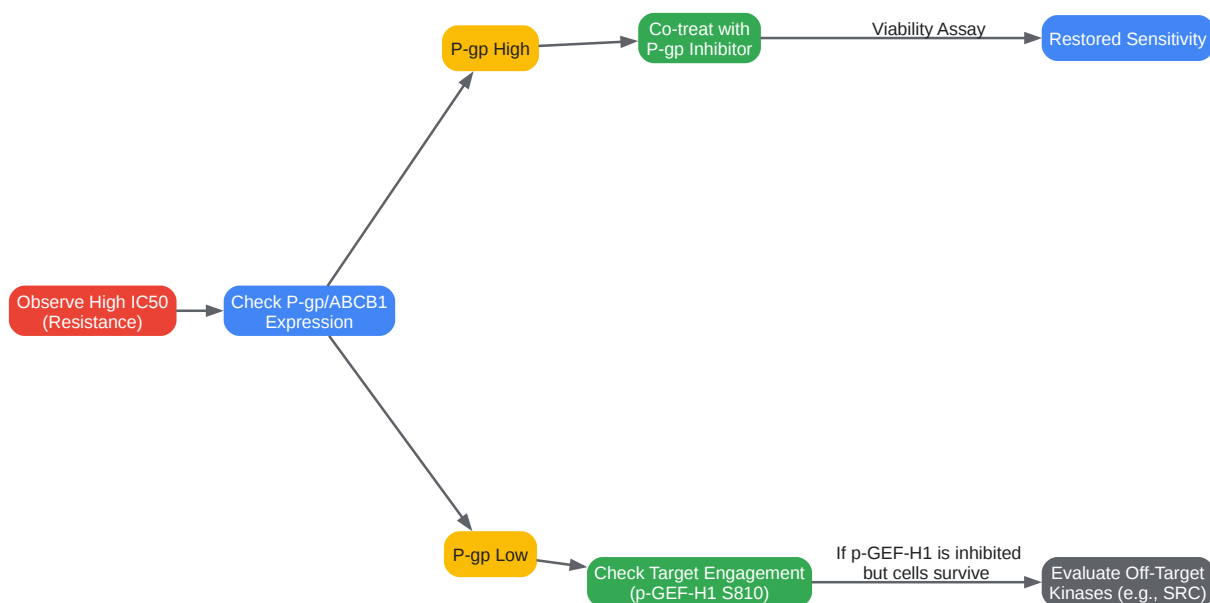 Observe High IC50
(Resistance)
Check P-gp/ABCB1
Expression
P-gp High
Co-treat with
P-gp Inhibitor
Viability Assay
Restored Sensitivity
P-gp Low
Check Target Engagement
(p-GEF-H1 S810)
If p-GEF-H1 is inhibited
but cells survive
Evaluate Off-Target
Kinases (e.g., SRC)